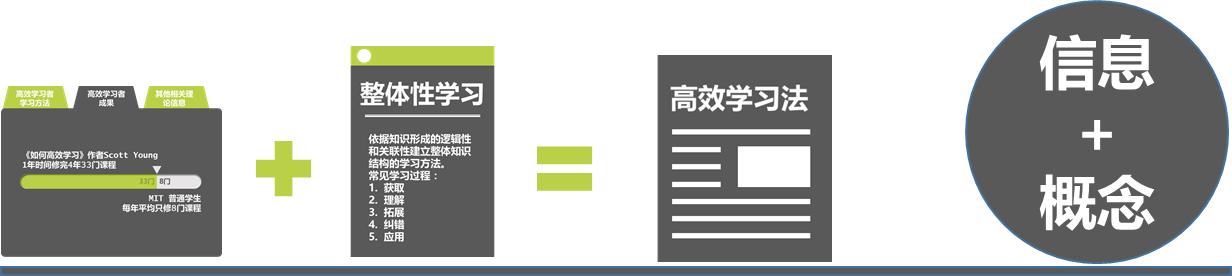 高效学习者
学习方法
高效学习者
成果
其他相关理
论信息
《如何高效学习》作者Scott Young
1年时间修完4年33门课程
33门 8门
MIT 普通学生
每年平均只修8门课程
整体性学习
依据知识形成的逻辑性
和关联性建立整体知识
结构的学习方法。
常见学习过程：
1. 获取
2. 理解
3. 拓展
4. 纠错
5. 应用
高效学习法
信息
+
概念